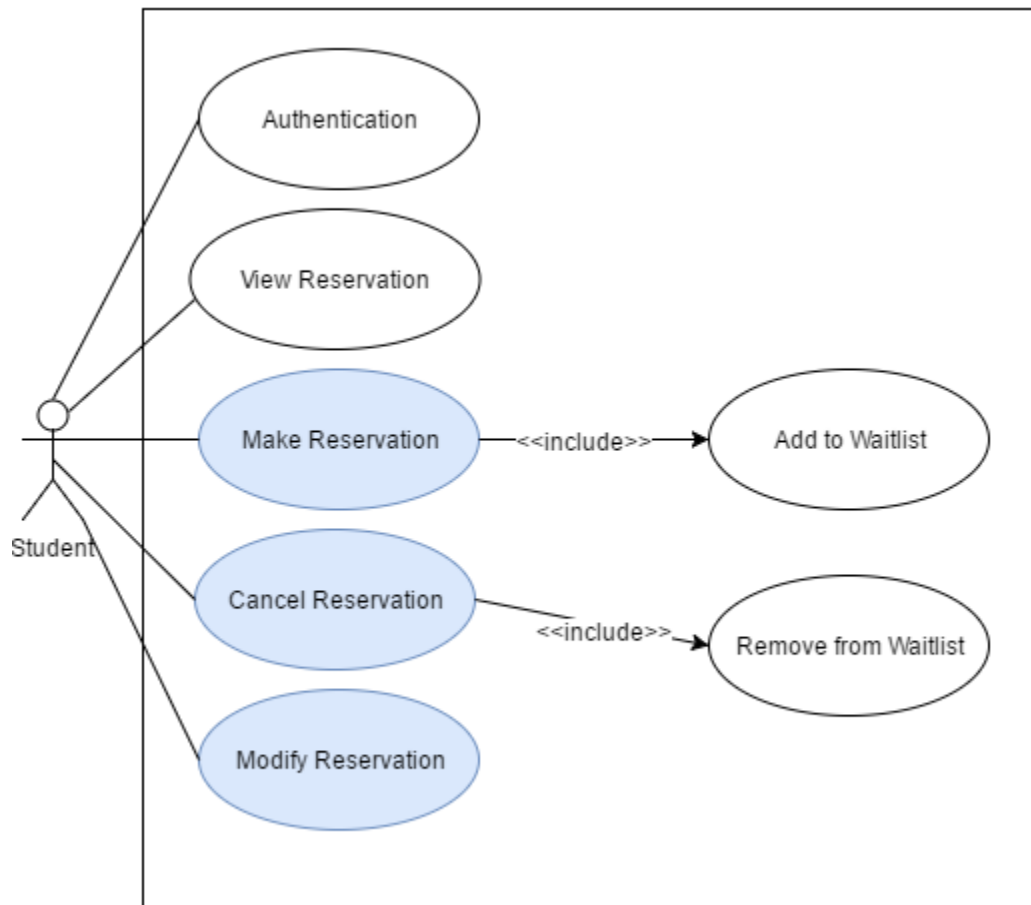 Authentication
View Reservation
Make Reservation
<<include>>
Add to Waitlist
Student
Cancel Reservation
<<include>>
Remove from Waitlist
Modify Reservation